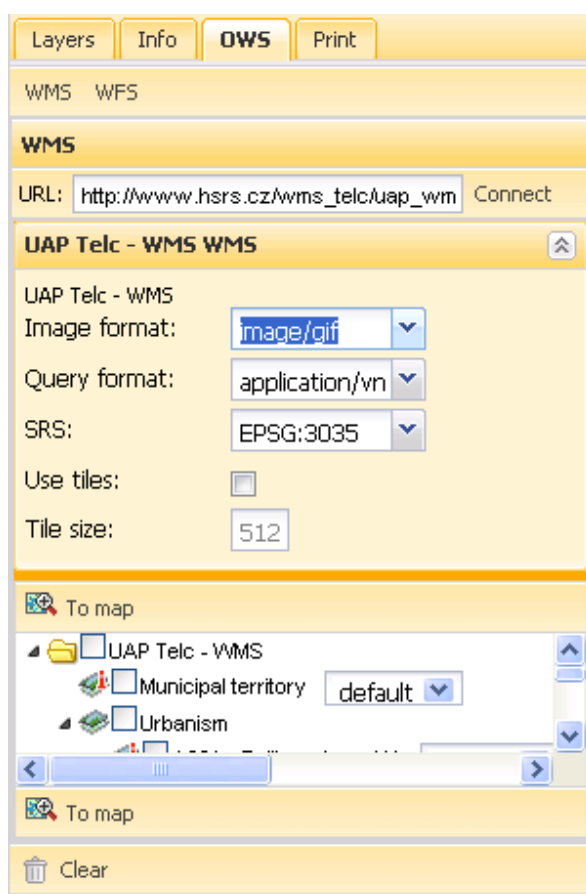 Layers Info OWS Print
WMS WFS
WMS
URL: http://www.hsrs.cz/wms_telc/uap_wm Connect
UAP Telc - WMS WMS
UAP Telc - WMS
Image format: image/gif
Query format: application/vn
SRS: EPSG:3035
Use tiles:
Tile size: 512
To map
UAP Telc - WMS
Municipal territory default
Urbanism
To map
Clear